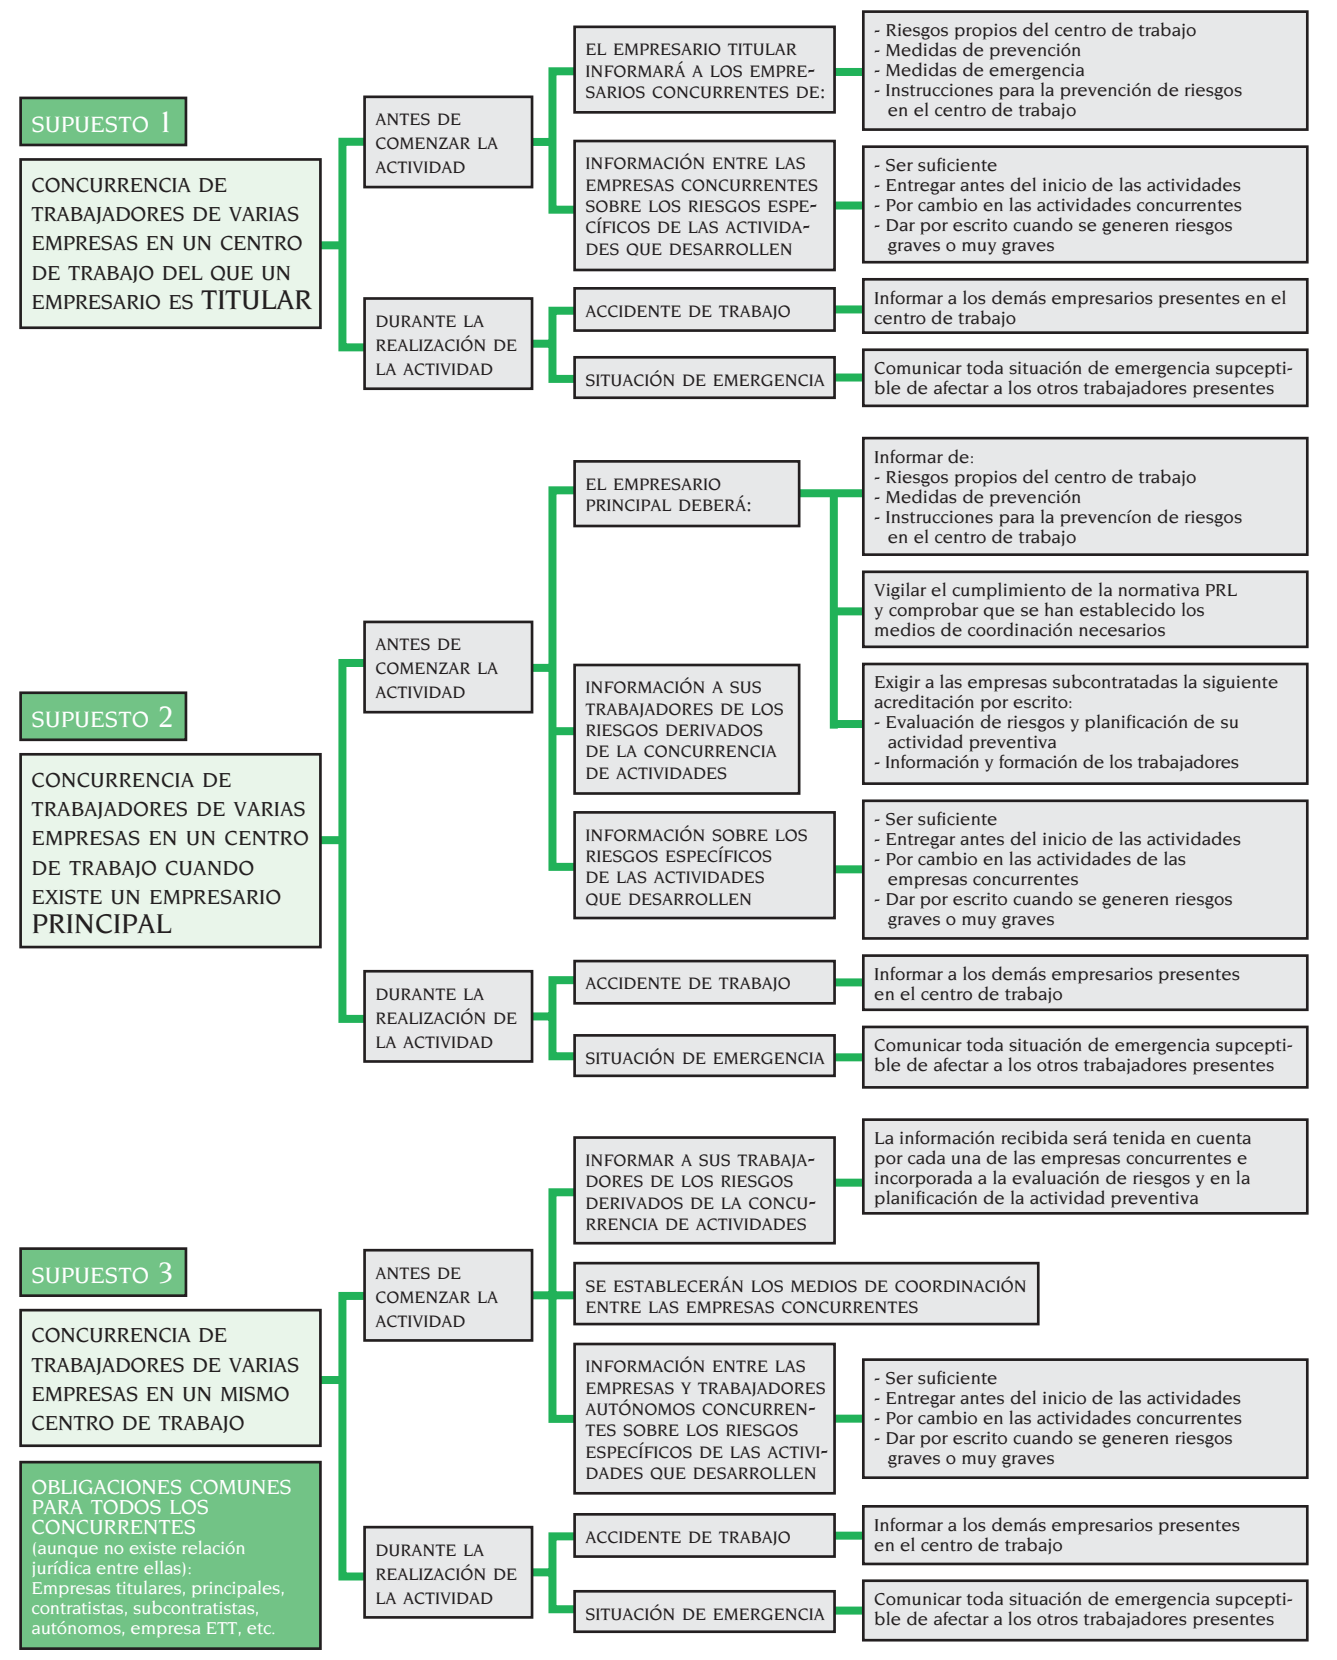 SUPUESTO 1
CONCURRENCIA DE
TRABAJADORES DE VARIAS
EMPRESAS EN UN CENTRO
DE TRABAJO DEL QUE UN
EMPRESARIO ES TITULAR
ANTES DE
COMENZAR LA
ACTIVIDAD
EL EMPRESARIO TITULAR
INFORMARÁ A LOS EMPRE-
SARIOS CONCURRENTES DE:
- Riesgos propios del centro de trabajo
- Medidas de prevención
- Medidas de emergencia
- Instrucciones para la prevención de riesgos
en el centro de trabajo
INFORMACIÓN ENTRE LAS
EMPRESAS CONCURRENTES
SOBRE LOS RIESGOS ESPE-
CÍFICOS DE LAS ACTIVIDA-
DES QUE DESARROLLEN
- Ser suficiente
- Entregar antes del inicio de las actividades
- Por cambio en las actividades concurrentes
- Dar por escrito cuando se generen riesgos
graves o muy graves
DURANTE LA
REALIZACIÓN DE
LA ACTIVIDAD
ACCIDENTE DE TRABAJO
Informar a los demás empresarios presentes en el
centro de trabajo
SITUACIÓN DE EMERGENCIA
Comunicar toda situación de emergencia supcepti-
ble de afectar a los otros trabajadores presentes
SUPUESTO 2
CONCURRENCIA DE
TRABAJADORES DE VARIAS
EMPRESAS EN UN CENTRO
DE TRABAJO CUANDO
EXISTE UN EMPRESARIO
PRINCIPAL
ANTES DE
COMENZAR LA
ACTIVIDAD
EL EMPRESARIO
PRINCIPAL DEBERÁ:
Informar de:
- Riesgos propios del centro de trabajo
- Medidas de prevención
- Instrucciones para la prevencíon de riesgos
en el centro de trabajo
Vigilar el cumplimiento de la normativa PRL
y comprobar que se han establecido los
medios de coordinación necesarios
Exigir a las empresas subcontratadas la siguiente
acreditación por escrito:
- Evaluación de riesgos y planificación de su
actividad preventiva
- Información y formación de los trabajadores
INFORMACIÓN A SUS
TRABAJADORES DE LOS
RIESGO DERIVADOS
DE LA CONCURRENCIA
DE ACTIVIDADES
INFORMACIÓN SOBRE LOS
RIESGOS ESPECÍFICOS
DE LAS ACTIVIDADES
QUE DESARROLLEN
- Ser suficiente
- Entregar antes del inicio de las actividades
- Por cambio en las actividades de las
empresas concurrentes
- Dar por escrito cuando se generen riesgos
graves o muy graves
DURANTE LA
REALIZACIÓN DE
LA ACTIVIDAD
ACCIDENTE DE TRABAJO
Informar a los demás empresarios presentes
en el centro de trabajo
SITUACIÓN DE EMERGENCIA
Comunicar toda situación de emergencia supcepti-
ble de afectar a los otros trabajadores presentes
SUPUESTO 3
CONCURRENCIA DE
TRABAJADORES DE VARIAS
EMPRESAS EN UN MISMO
CENTRO DE TRABAJO
OBLIGACIONES COMUNES
PARA TODOS LOS
CONCURRENTES
(aunque no existe relación
jurídica entre ellas):
Empresas titulares, principales,
contratistas, subcontratistas,
autónomos, empresa ETT, etc.
ANTES DE
COMENZAR LA
ACTIVIDAD
INFORMAR A SUS TRABAJA-
DORES DE LOS RIESGOS
DERIVADOS DE LA CONCU-
RRENCIA DE ACTIVIDADES
La información recibida será tenida en cuenta
por cada una de las empresas concurrentes e
incorporada a la evaluación de riesgos y en la
planificación de la actividad preventiva
SE ESTABLECERÁN LOS MEDIOS DE COORDINACIÓN
ENTRE LAS EMPRESAS CONCURRENTES
INFORMACIÓN ENTRE LAS
EMPRESAS Y TRABAJADORES
AUTÓNOMOS CONCURREN-
TES SOBRE LOS RIESGOS
ESPECÍFICOS DE LAS ACTIVI-
DADES QUE DESARROLLEN
- Ser suficiente
- Entregar antes del inicio de las actividades
- Por cambio en las actividades concurrentes
- Dar por escrito cuando se generen riesgos
graves o muy graves
DURANTE LA
REALIZACIÓN DE
LA ACTIVIDAD
ACCIDENTE DE TRABAJO
Informar a los demás empresarios presentes
en el centro de trabajo
SITUACIÓN DE EMERGENCIA
Comunicar toda situación de emergencia supcepti-
ble de afectar a los otros trabajadores presentes